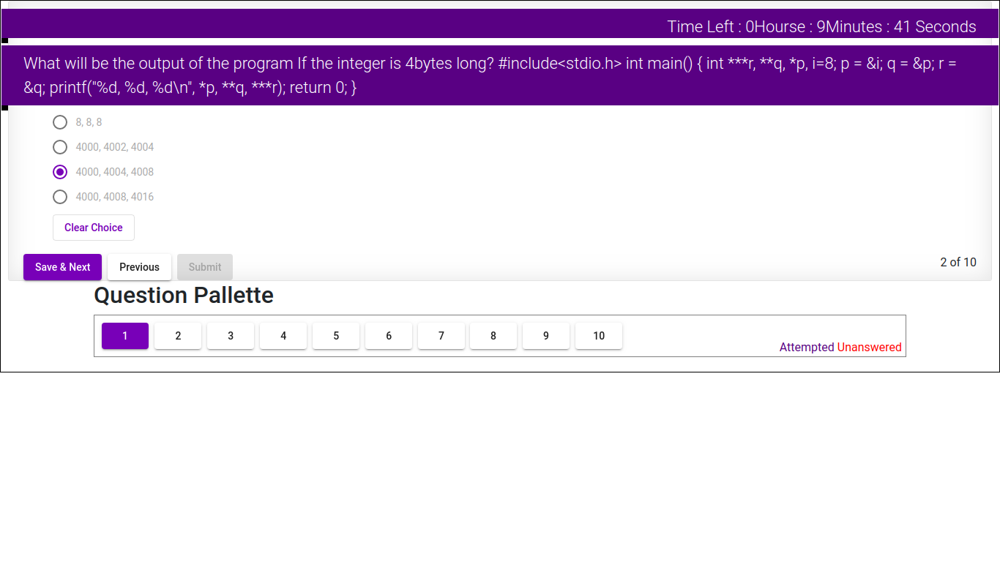 Time Left : 0Hourse : 9Minutes : 41 Seconds
What will be the output of the program If the integer is 4bytes long? #include<stdio.h> int main() { int ***r, **q, *p, i=8; p = &i; q = &p; r =
&q; printf("%d, %d, %d\n", *p, **q, ***r); return 0; }
8, 8, 8
4000, 4002, 4004
4000, 4004, 4008
4000, 4008, 4016
Clear Choice
Save & Next Previous Submit 2 of 10
Question Pallette
1 2 3 4 5 6 7 8 9 10
Attempted Unanswered